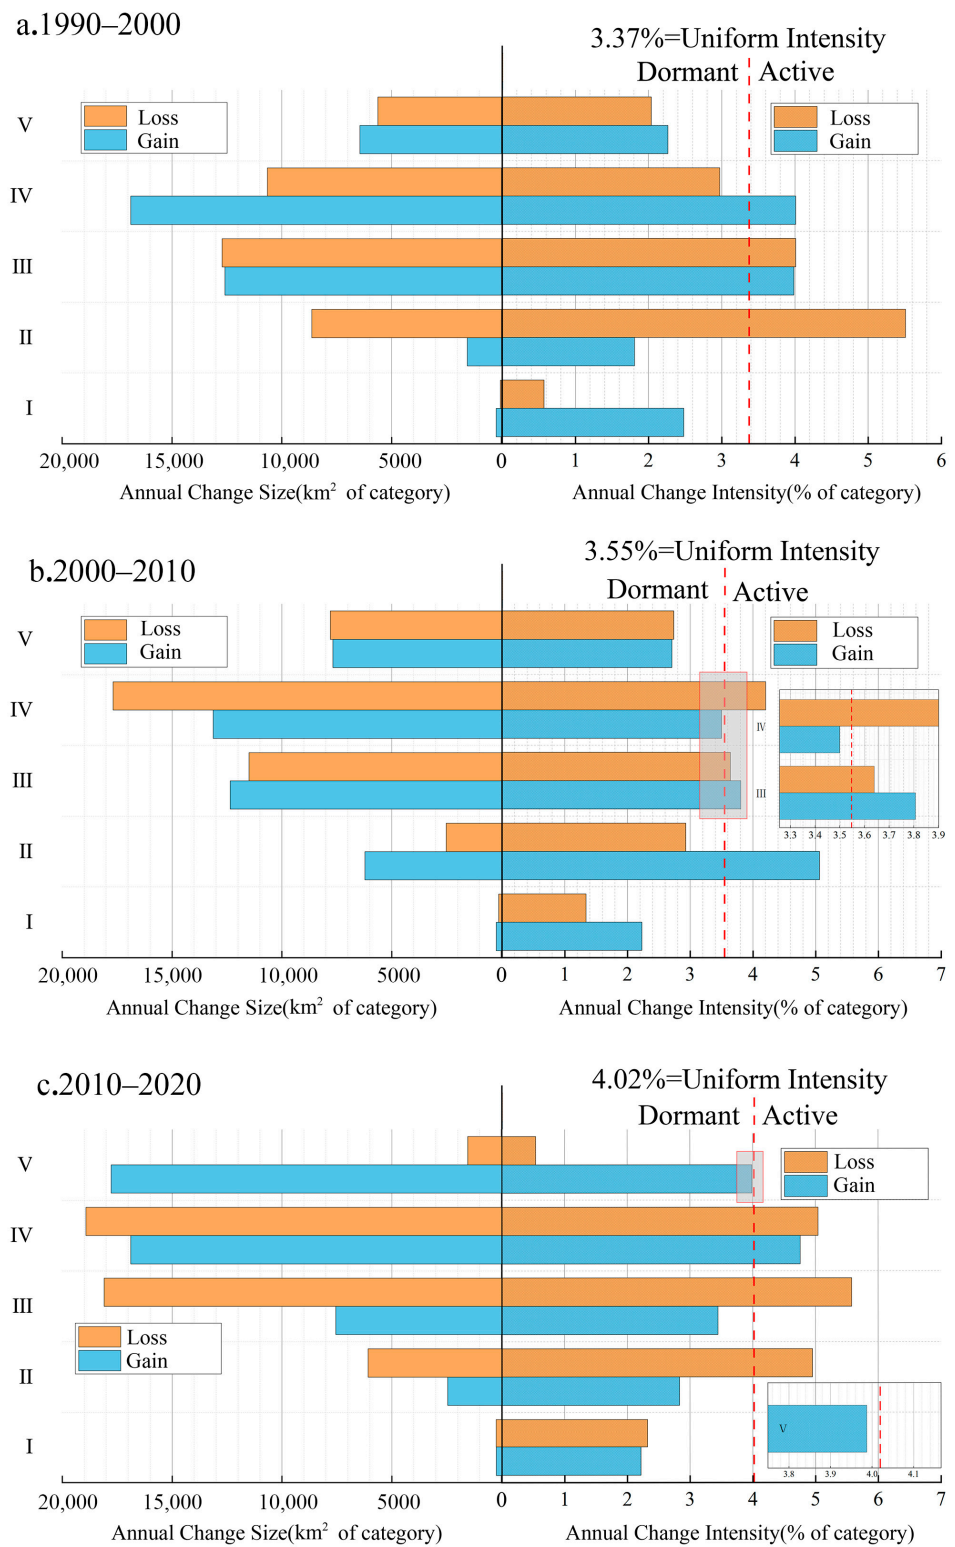 a.1990–2000
3.37%=Uniform Intensity
Dormant Active
Loss
Gain
Loss
Gain
V
IV
III
II
I
20,000 15,000 10,000 5000 0 1 2 3 4 5 6
Annual Change Size(km² of category) Annual Change Intensity(% of category)
b.2000–2010
3.55%=Uniform Intensity
Dormant Active
Loss
Gain
Loss
Gain
V
IV
III
II
I
IV
III
3.3 3.4 3.5 3.6 3.7 3.8 3.9
20,000 15,000 10,000 5000 0 1 2 3 4 5 6 7
Annual Change Size(km² of category) Annual Change Intensity(% of category)
c.2010–2020
4.02%=Uniform Intensity
Dormant Active
Loss
Gain
V
IV
III
Loss
Gain
II
I
V
3.8 3.9 4.0 4.1
20,000 15,000 10,000 5000 0 1 2 3 4 5 6 7
Annual Change Size(km² of category) Annual Change Intensity(% of category)